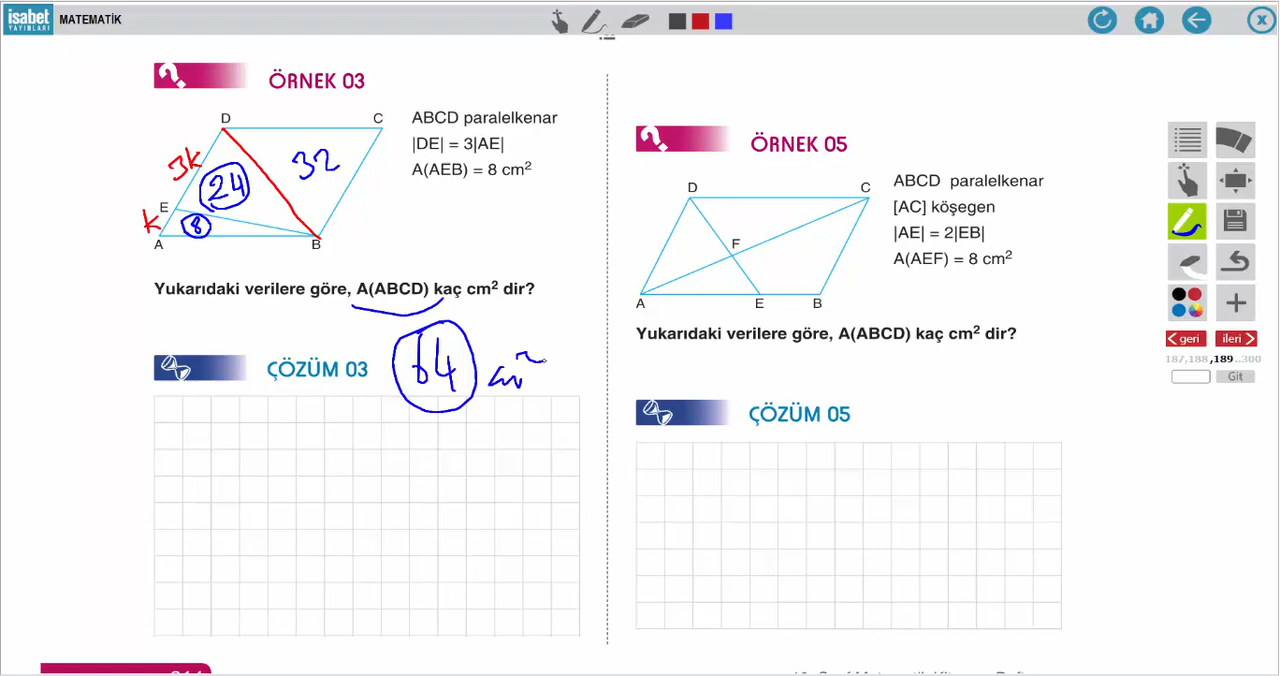 isabet
YAYINLARI
MATEMATİK
ÖRNEK 03
D
C
E
A
B
3k
k
24
8
32
ABCD paralelkenar
|DE| = 3|AE|
A(AEB) = 8 cm²
Yukarıdaki verilere göre, A(ABCD) kaç cm² dir?
64 cm²
ÇÖZÜM 03
ÖRNEK 05
D
C
F
A
E
B
ABCD paralelkenar
[AC] köşegen
|AE| = 2|EB|
A(AEF) = 8 cm²
Yukarıdaki verilere göre, A(ABCD) kaç cm² dir?
ÇÖZÜM 05
geri
ileri
187,188,189...300
Git